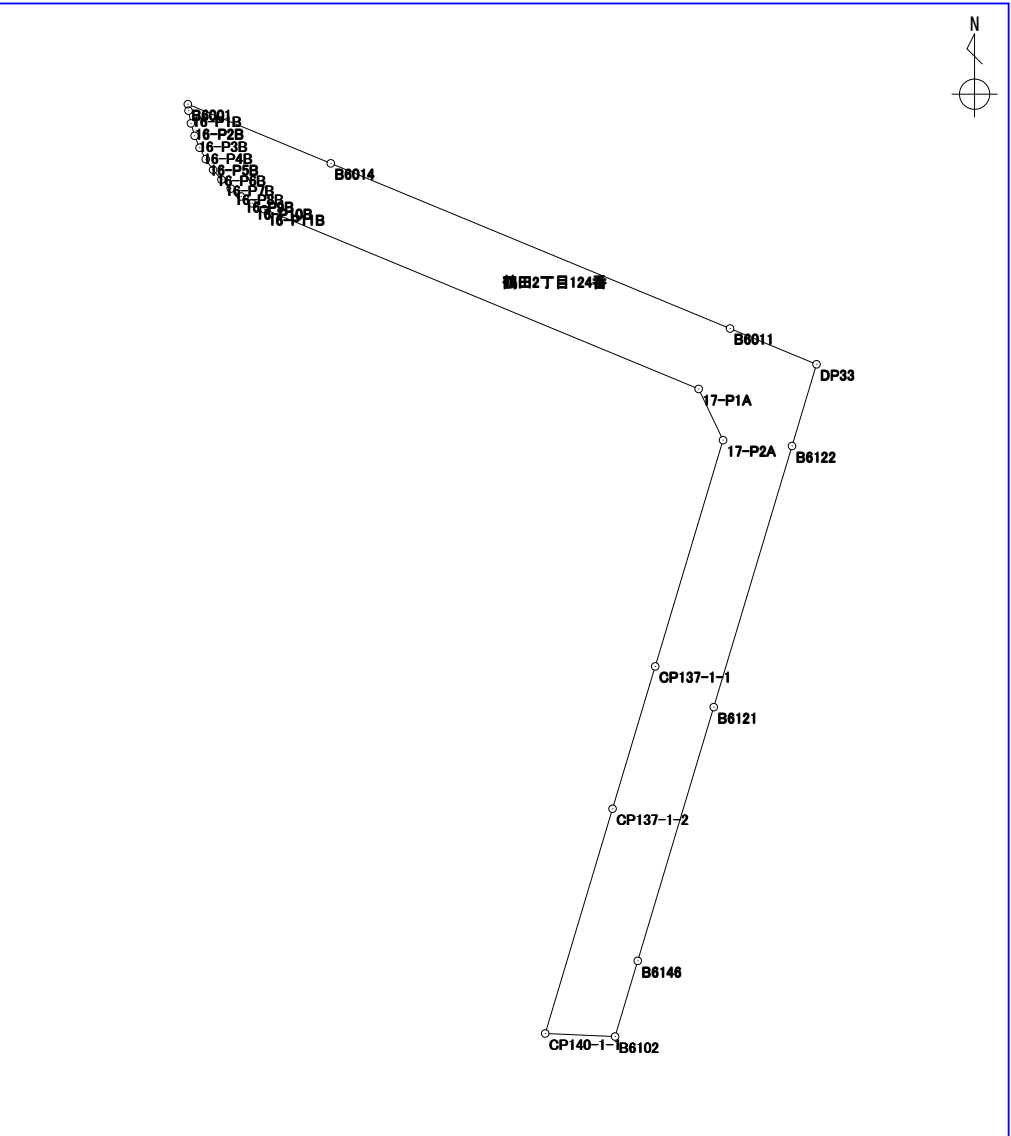 N
B6001
16-P1B
16-P2B
16-P3B
16-P4B
16-P5B
16-P6B
16-P7B
16-P8B
16-P9B
16-P10B
16-P11B
B6014
鶴田2丁目124番
B6011
DP33
17-P1A
17-P2A
B6122
CP137-1-1
B6121
CP137-1-2
B6146
CP140-1-1
B6102